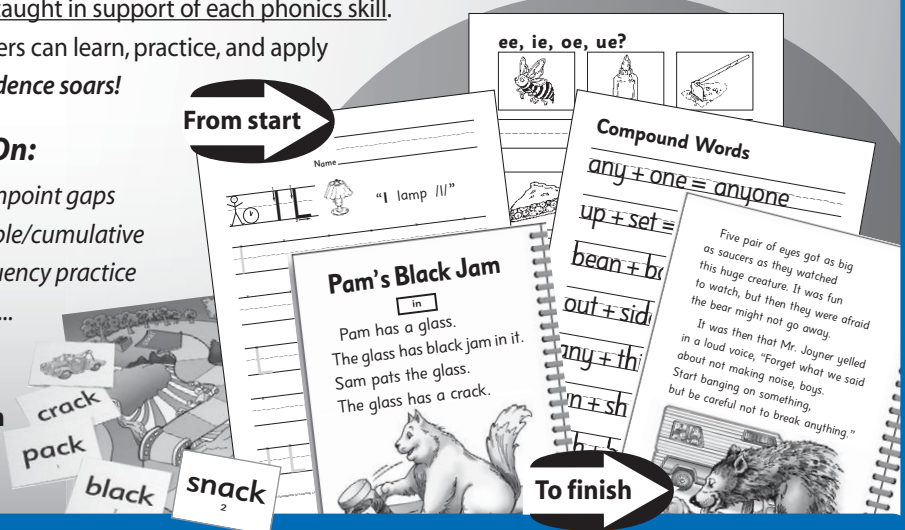 taught in support of each phonics skill.
ers can learn, practice, and apply
dence soars!
On:
npoint gaps
ble/cumulative
uency practice
...
n
From start
To finish
ee, ie, oe, ue?
Name
"l lamp /l/"
Compound Words
any + one = anyone
up + set =
bean + b
out + sid
any + thi
n + sh
Pam's Black Jam
in
Pam has a glass.
The glass has black jam in it.
Sam pats the glass.
The glass has a crack.
Five pair of eyes got as big
as saucers as they watched
this huge creature. It was fun
to watch, but then they were afraid
the bear might not go away.
It was then that Mr. Joyner yelled
in a loud voice, "Forget what we said
about not making noise, boys.
Start banging on something,
but be careful not to break anything."
crack
pack
1
black
1
snack
2